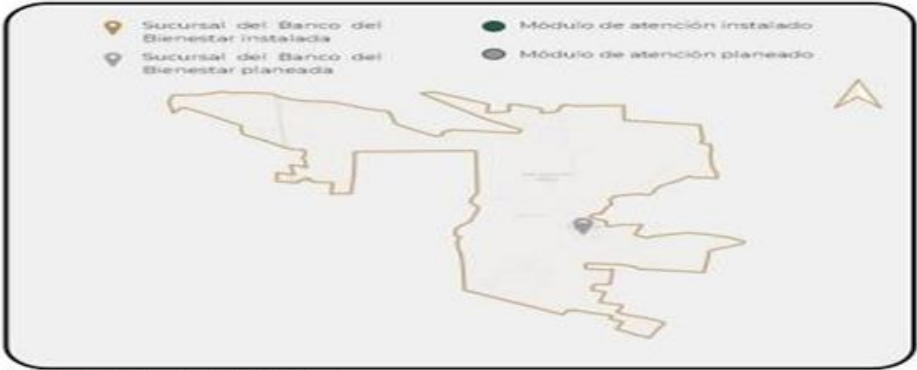 Sucursal del Banco del
Bienestar instalada
Sucursal del Banco del
Bienestar planeada
Módulo de atención instalado
Módulo de atención planeado